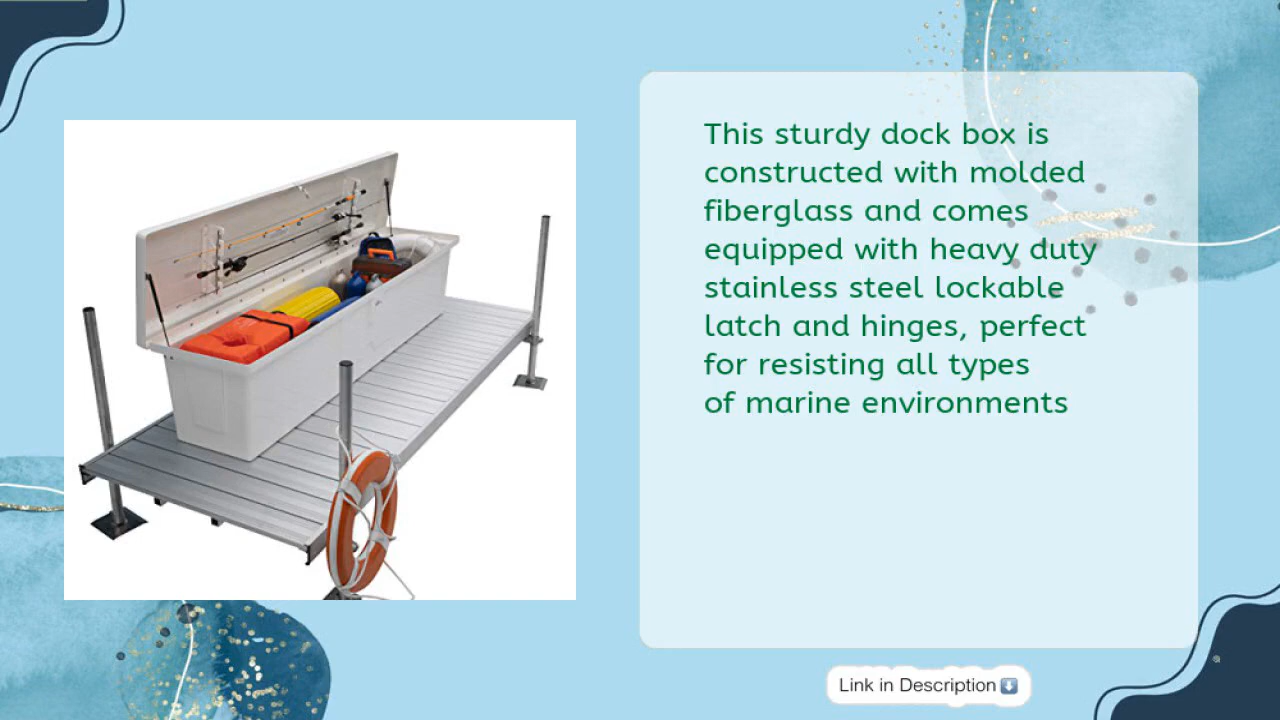 This sturdy dock box is
constructed with molded
fiberglass and comes
equipped with heavy duty
stainless steel lockable
latch and hinges, perfect
for resisting all types
of marine environments
Link in Description⬇️